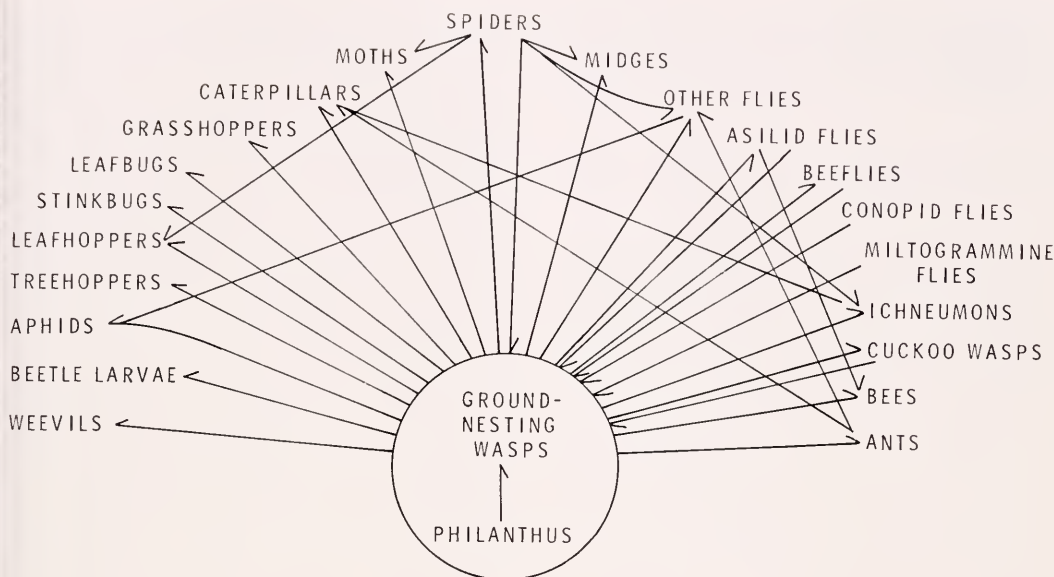 SPIDERS
MOTHS
MIDGES
CATERPILLARS
OTHER FLIES
GRASSHOPPERS
ASILID FLIES
LEAFBUGS
BEEFLIES
STINKBUGS
CONOPID FLIES
LEAFHOPPERS
MILTOGRAMMINE
FLIES
TREEHOPPERS
ICHNEUMONS
APHIDS
CUCKOO WASPS
BEETLE LARVAE
BEES
WEEVILS
ANTS
GROUND-
NESTING
WASPS
PHILANTHUS